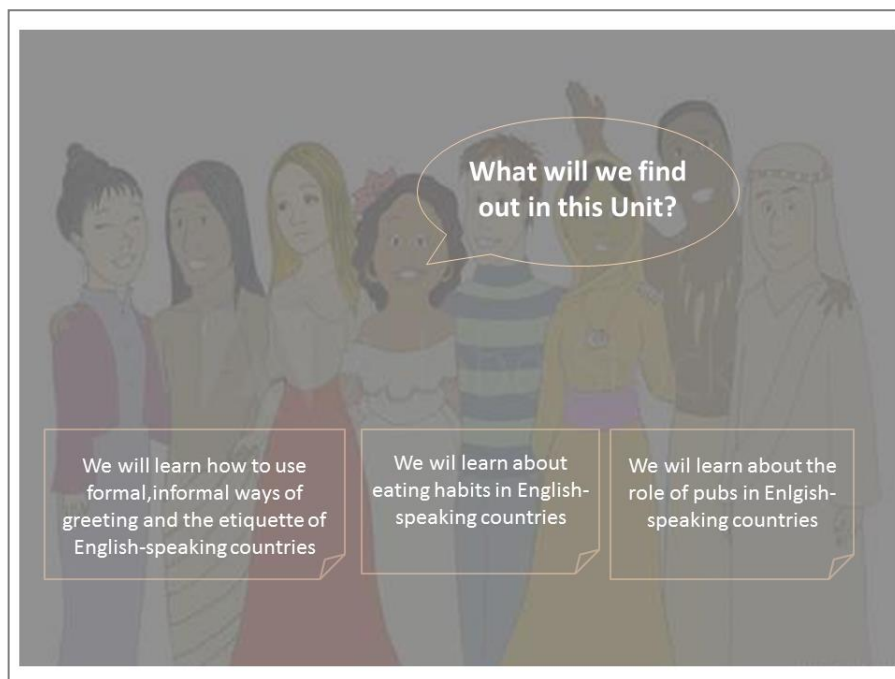 What will we find
out in this Unit?
We will learn how to use
formal,informal ways of
greeting and the etiquette of
English-speaking countries
We wil learn about
eating habits in English-
speaking countries
We wil learn about the
role of pubs in Enlgish-
speaking countries